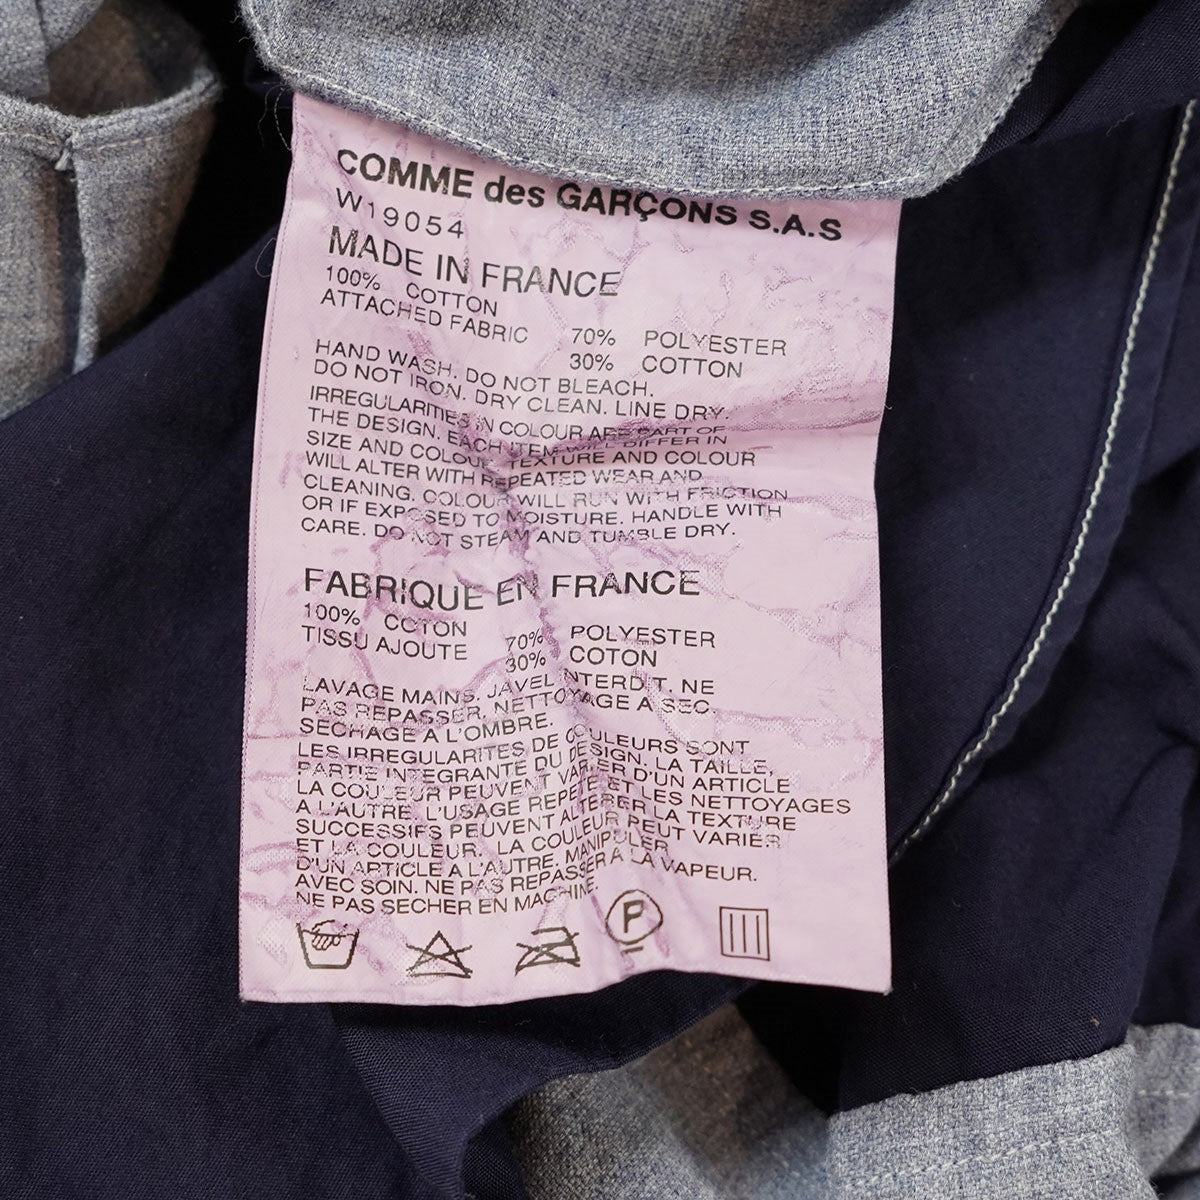 COMME des GARÇONS S.A.S
W19054
MADE IN FRANCE
100% COTTON
ATTACHED FABRIC 70% POLYESTER
30% COTTON
HAND WASH. DO NOT BLEACH.
DO NOT IRON. DRY CLEAN. LINE DRY.
IRREGULARITIES IN COLOUR ARE PART OF
THE DESIGN. EACH ITEM WILL DIFFER IN
SIZE AND COLOUR. TEXTURE AND COLOUR
WILL ALTER WITH REPEATED WEAR AND
CLEANING. COLOUR WILL RUN WITH FRICTION
OR IF EXPOSED TO MOISTURE. HANDLE WITH
CARE. DO NOT STEAM AND TUMBLE DRY.
FABRIQUE EN FRANCE
100% COTON
TISSU AJOUTE 70% POLYESTER
30% COTON
LAVAGE MAINS. JAVEL INTERDIT. NE
PAS REPASSER. NETTOYAGE A SEC.
SECHAGE A L'OMBRE.
LES IRREGULARITES DE COULEURS SONT
PARTIE INTEGRANTE DU DESIGN. LA TAILLE,
LA COULEUR PEUVENT VARIER D'UN ARTICLE
A L'AUTRE. L'USAGE REPETE ET LES NETTOYAGES
SUCCESSIFS PEUVENT ALTERER LA TEXTURE
ET LA COULEUR. LA COULEUR PEUT VARIER
D'UN ARTICLE A L'AUTRE. MANIPULER
AVEC SOIN. NE PAS REPASSER A LA VAPEUR.
NE PAS SECHER EN MACHINE.
P